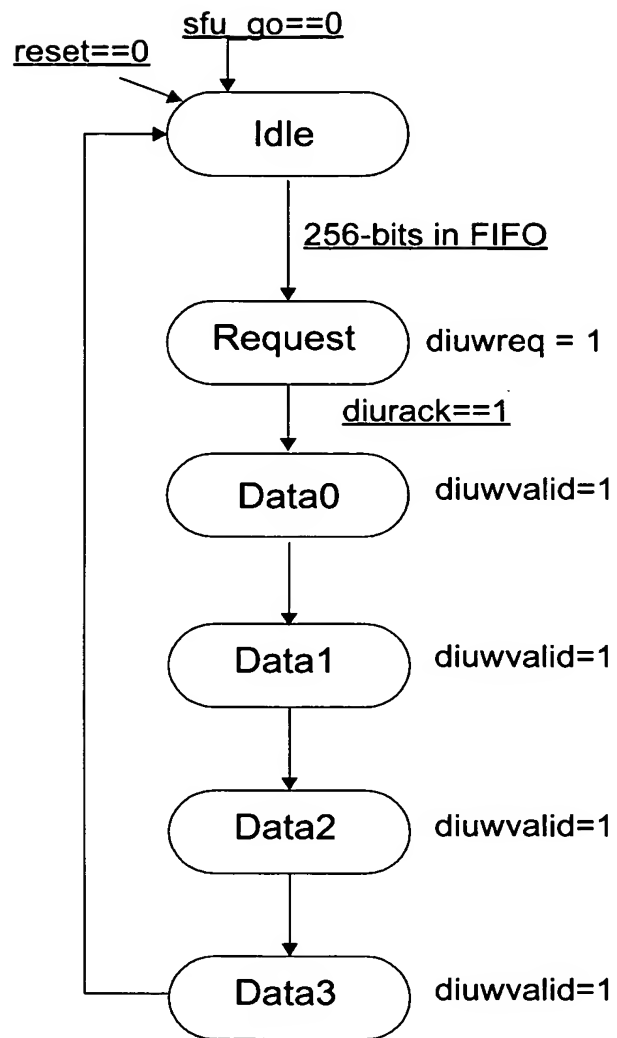 sfu_go==0
reset==0
Idle
256-bits in FIFO
Request
diuwreq = 1
diurack==1
Data0
diuwvalid=1
Data1
diuwvalid=1
Data2
diuwvalid=1
Data3
diuwvalid=1